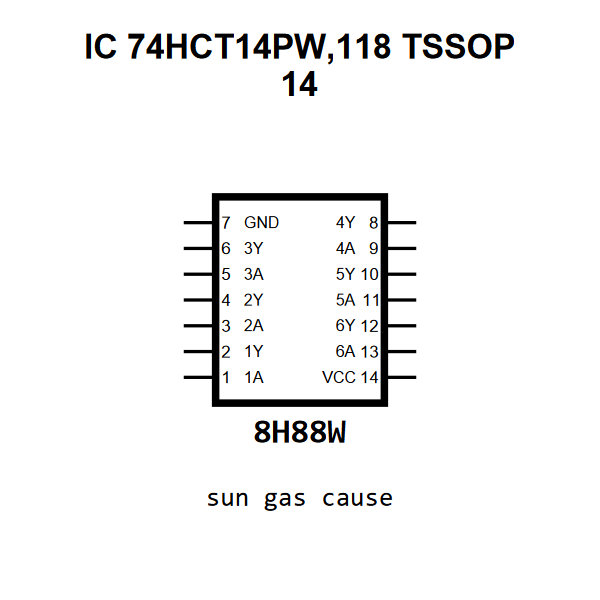 IC 74HCT14PW,118 TSSOP
14
7 GND 4Y 8
6 3Y 4A 9
5 3A 5Y 10
4 2Y 5A 11
3 2A 6Y 12
2 1Y 6A 13
1 1A VCC 14
8H88W
sun gas cause